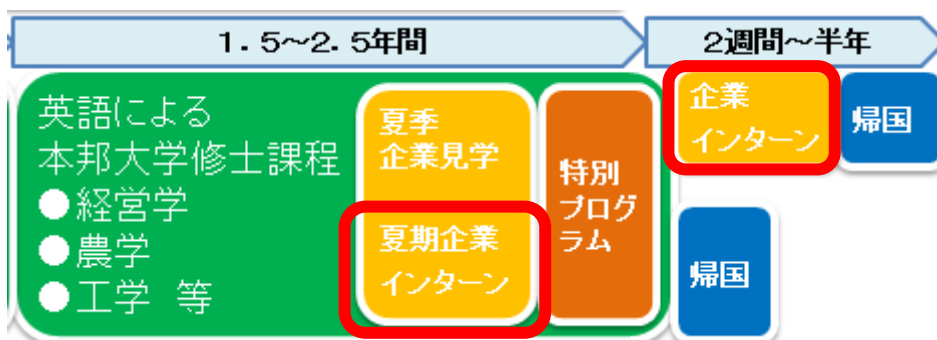 1.5～2.5年間
2週間～半年
英語による
本邦大学修士課程
●経営学
●農学
●工学 等
夏季
企業見学
夏期企業
インターン
特別
プログ
ラム
企業
インターン
帰国
帰国